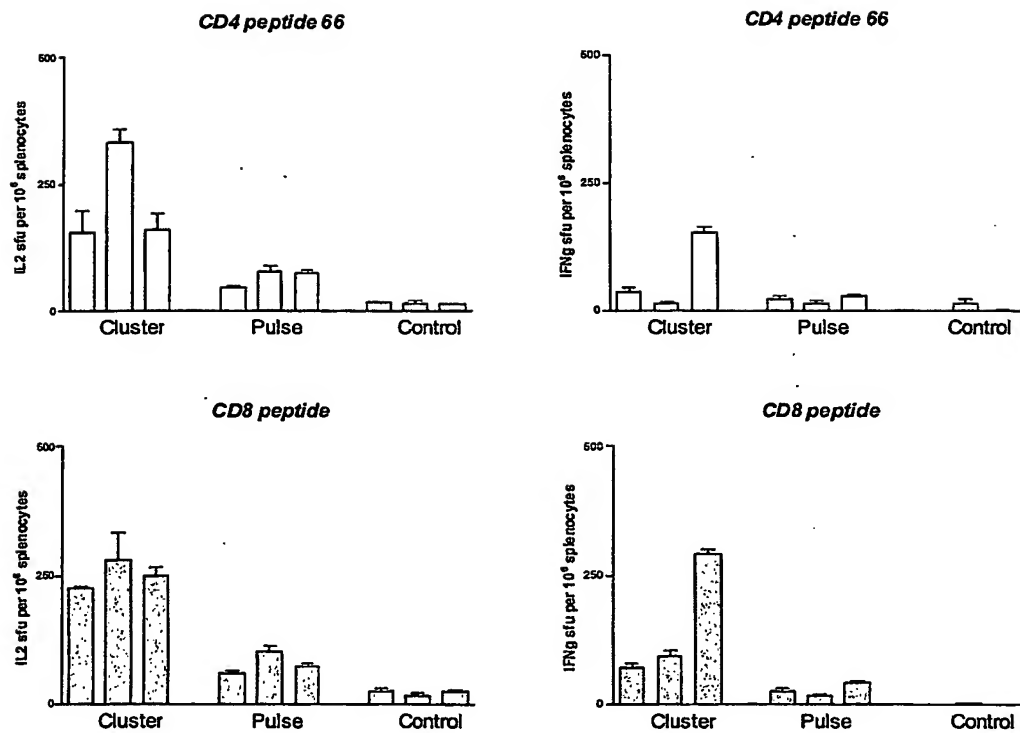 CD4 peptide 66
500
250
0
IL2 sfu per 10⁶ splenocytes
Cluster Pulse Control
CD4 peptide 66
500
250
0
IFNg sfu per 10⁶ splenocytes
Cluster Pulse Control
CD8 peptide
500
250
0
IL2 sfu per 10⁶ splenocytes
Cluster Pulse Control
CD8 peptide
500
250
0
IFNg sfu per 10⁶ splenocytes
Cluster Pulse Control